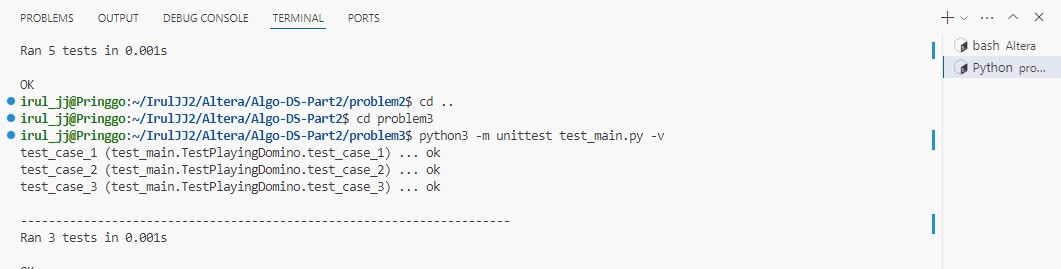 PROBLEMS OUTPUT DEBUG CONSOLE TERMINAL PORTS
Ran 5 tests in 0.001s
OK
irul_jj@Pringgo:~/IrulJJ2/Altera/Algo-DS-Part2/problem2$ cd ..
irul_jj@Pringgo:~/IrulJJ2/Altera/Algo-DS-Part2$ cd problem3
irul_jj@Pringgo:~/IrulJJ2/Altera/Algo-DS-Part2/problem3$ python3 -m unittest test_main.py -v
test_case_1 (test_main.TestPlayingDomino.test_case_1) ... ok
test_case_2 (test_main.TestPlayingDomino.test_case_2) ... ok
test_case_3 (test_main.TestPlayingDomino.test_case_3) ... ok
----------------------------------------------------------------------
Ran 3 tests in 0.001s
OK
bash Altera
Python pro...